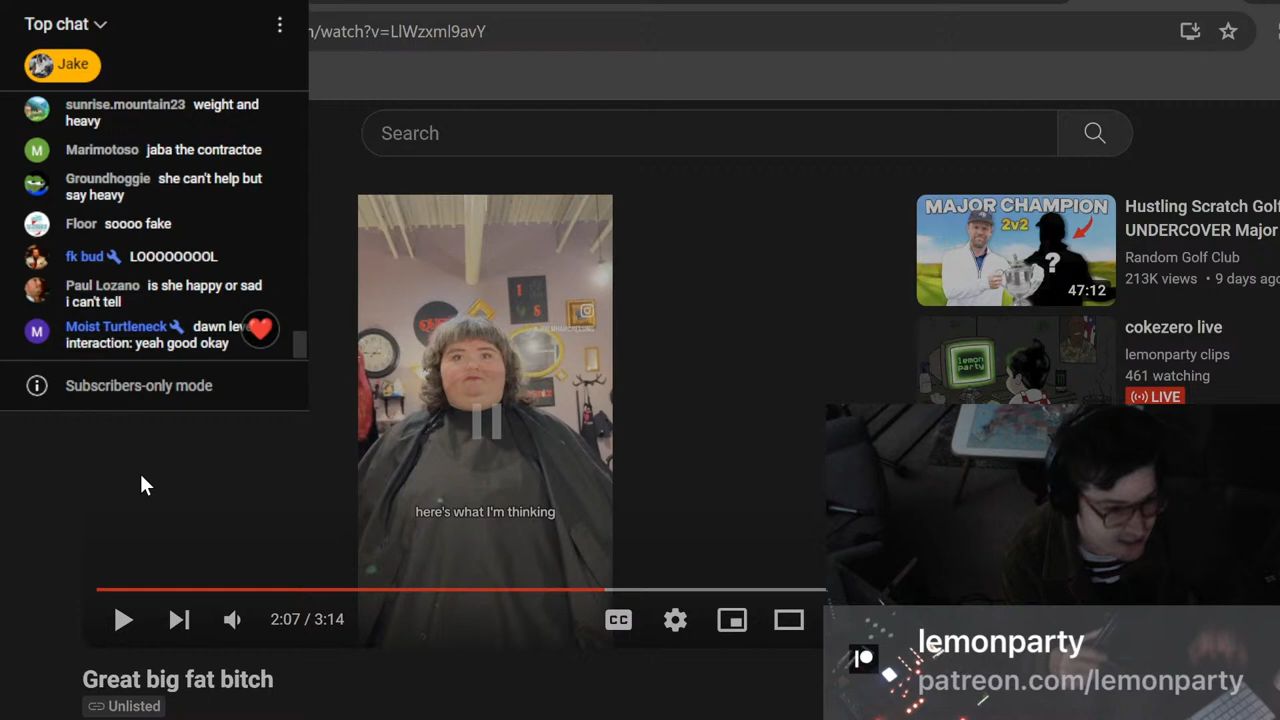 Top chat
Jake
sunrise.mountain23 weight and
heavy
Marimotoso jaba the contractoe
Groundhoggie she can't help but
say heavy
Floor soooo fake
fk bud LOOOOOOOOL
Paul Lozano is she happy or sad
i can't tell
Moist Turtleneck dawn leve
interaction: yeah good okay
Subscribers-only mode
n/watch?v=LlWzxml9avY
Search
here's what I'm thinking
2:07 / 3:14
CC
Great big fat bitch
Unlisted
MAJOR CHAMPION
2v2
?
47:12
Hustling Scratch Golf
UNDERCOVER Major
Random Golf Club
213K views • 9 days ago
lemon
party
cokezero live
lemonparty clips
461 watching
LIVE
lemonparty
patreon.com/lemonparty